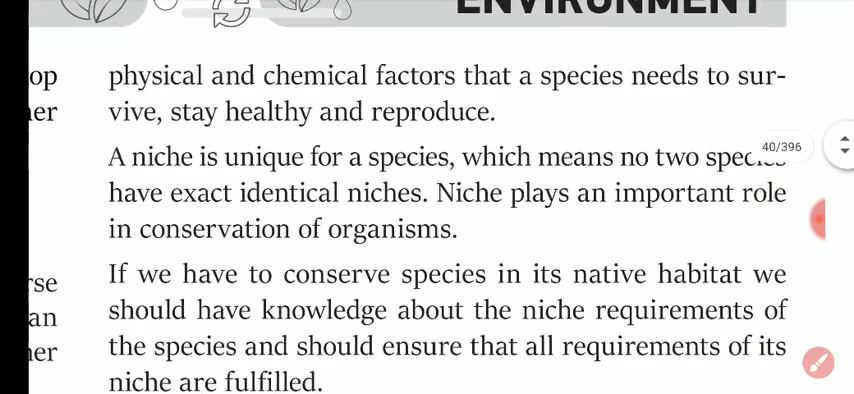 ENVIRONMENT
op
physical and chemical factors that a species needs to sur-
vive, stay healthy and reproduce.
A niche is unique for a species, which means no two species
40/396
have exact identical niches. Niche plays an important role
in conservation of organisms.
rse
an
If we have to conserve species in its native habitat we
should have knowledge about the niche requirements of
the species and should ensure that all requirements of its
niche are fulfilled.